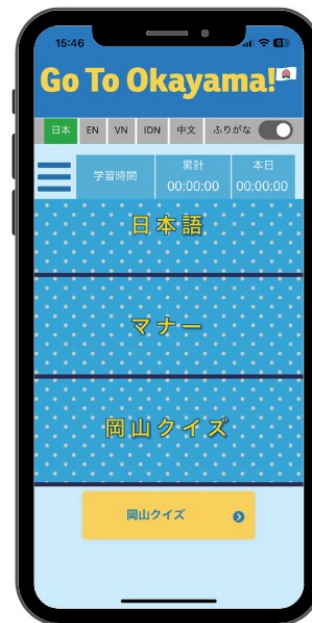 15:46
Go To Okayama!
日本 EN VN IDN 中文 ふりがな
学習時間 累計 本日
00:00:00 00:00:00
日本語
マナー
岡山クイズ
岡山クイズ